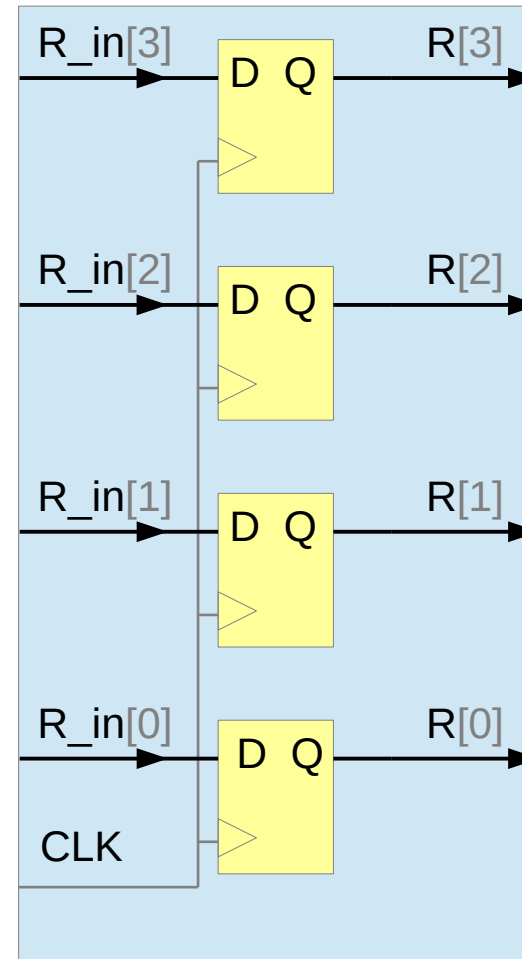 R_in[3] R[3]
D Q
R_in[2] R[2]
D Q
R_in[1] R[1]
D Q
R_in[0] R[0]
D Q
CLK